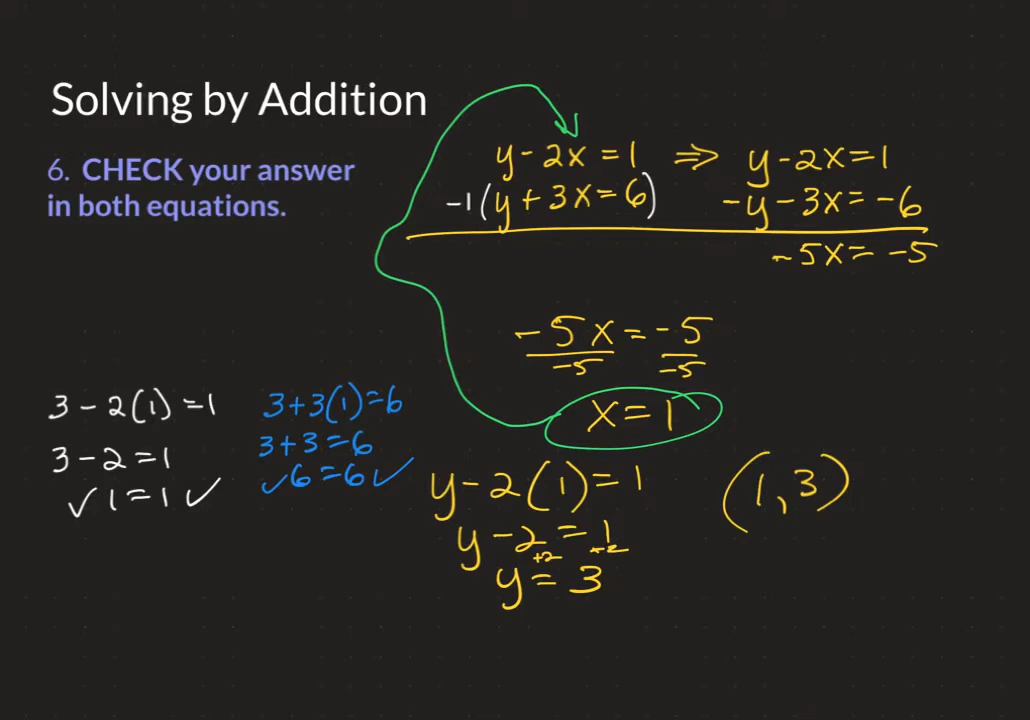 Solving by Addition
6. CHECK your answer
in both equations.
y - 2x = 1 ⇒ y - 2x = 1
-1(y + 3x = 6) -y - 3x = -6
-5x = -5
-5x = -5
-5 -5
x = 1
3 - 2(1) = 1
3 - 2 = 1
✓ 1 = 1 ✓
3 + 3(1) = 6
3 + 3 = 6
✓ 6 = 6 ✓
y - 2(1) = 1
y - 2 = 1
+2 +2
y = 3
(1, 3)